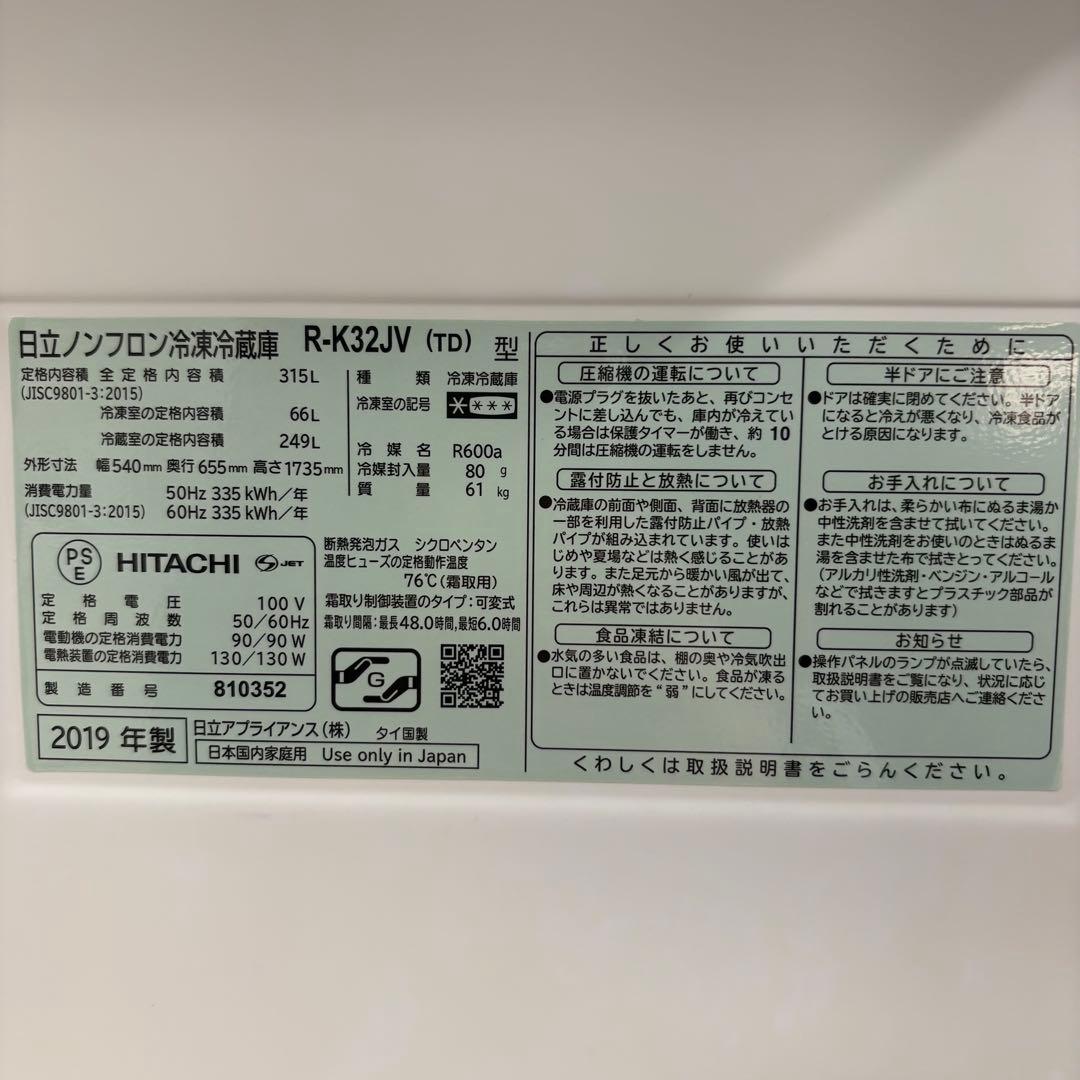 日立ノンフロン冷凍冷蔵庫 R-K32JV (TD) 型
定格内容積 全定格内容積 315L
(JISC9801-3:2015)
冷凍室の定格内容積 66L
冷蔵室の定格内容積 249L
外形寸法 幅540mm 奥行655mm 高さ1735mm
消費電力量 50Hz 335 kWh/年
(JISC9801-3:2015) 60Hz 335 kWh/年
種類 冷凍冷蔵庫
冷凍室の記号 ****
冷媒名 R600a
冷媒封入量 80 g
質量 61 kg
PSE HITACHI S JET
定格電圧 100 V
定格周波数 50/60Hz
電動機の定格消費電力 90/90 W
電熱装置の定格消費電力 130/130 W
製造番号 810352
断熱発泡ガス シクロペンタン
温度ヒューズの定格動作温度
76℃(霜取用)
霜取り制御装置のタイプ:可変式
霜取り間隔:最長48.0時間,最短6.0時間
G
2019 年製
日立アプライアンス(株) タイ国製
日本国内家庭用 Use only in Japan
正しくお使いいただくために
圧縮機の運転について
●電源プラグを抜いたあと、再びコンセ
ントに差し込んでも、庫内が冷えてい
る場合は保護タイマーが働き、約10
分間は圧縮機の運転をしません。
露付防止と放熱について
●冷蔵庫の前面や側面、背面に放熱器の
一部を利用した露付防止パイプ・放熱
パイプが組み込まれています。使いは
じめや夏場などは熱く感じることがあ
ります。また足元から暖かい風が出て、
床や周辺が熱くなることがありますが、
これらは異常ではありません。
食品凍結について
●水気の多い食品は、棚の奥や冷気吹出
口に置かないでください。食品が凍る
ときは温度調節を“弱”にしてください。
半ドアにご注意
●ドアは確実に閉めてください。半ドア
になると冷えが悪くなり、冷凍食品が
とける原因になります。
お手入れについて
●お手入れは、柔らかい布にぬるま湯か
中性洗剤を含ませて拭いてください。
また中性洗剤をお使いのときはぬるま
湯を含ませた布で拭きとってください。
(アルカリ性洗剤・ベンジン・アルコール
などで拭きますとプラスチック部品が
割れることがあります)
お知らせ
●操作パネルのランプが点滅していたら、
取扱説明書をご覧になり、状況に応じ
てお買い上げの販売店へご連絡くださ
い。
くわしくは取扱説明書をごらんください。